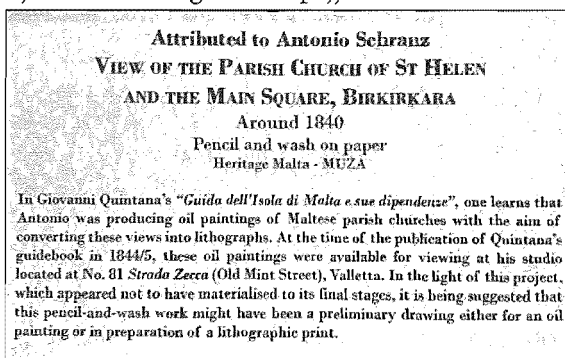 Attributed to Antonio Schranz
VIEW OF THE PARISH CHURCH OF ST HELEN
AND THE MAIN SQUARE, BIRKIRKARA
Around 1840
Pencil and wash on paper
Heritage Malta - MUŻA
In Giovanni Quintana's "Guida dell'Isola di Malta e sue dipendenze", one learns that
Antonio was producing oil paintings of Maltese parish churches with the aim of
converting these views into lithographs. At the time of the publication of Quintana's
guidebook in 1844/5, these oil paintings were available for viewing at his studio
located at No. 81 Strada Zecca (Old Mint Street), Valletta. In the light of this project,
which appeared not to have materialised to its final stages, it is being suggested that
this pencil-and-wash work might have been a preliminary drawing either for an oil
painting or in preparation of a lithographic print.